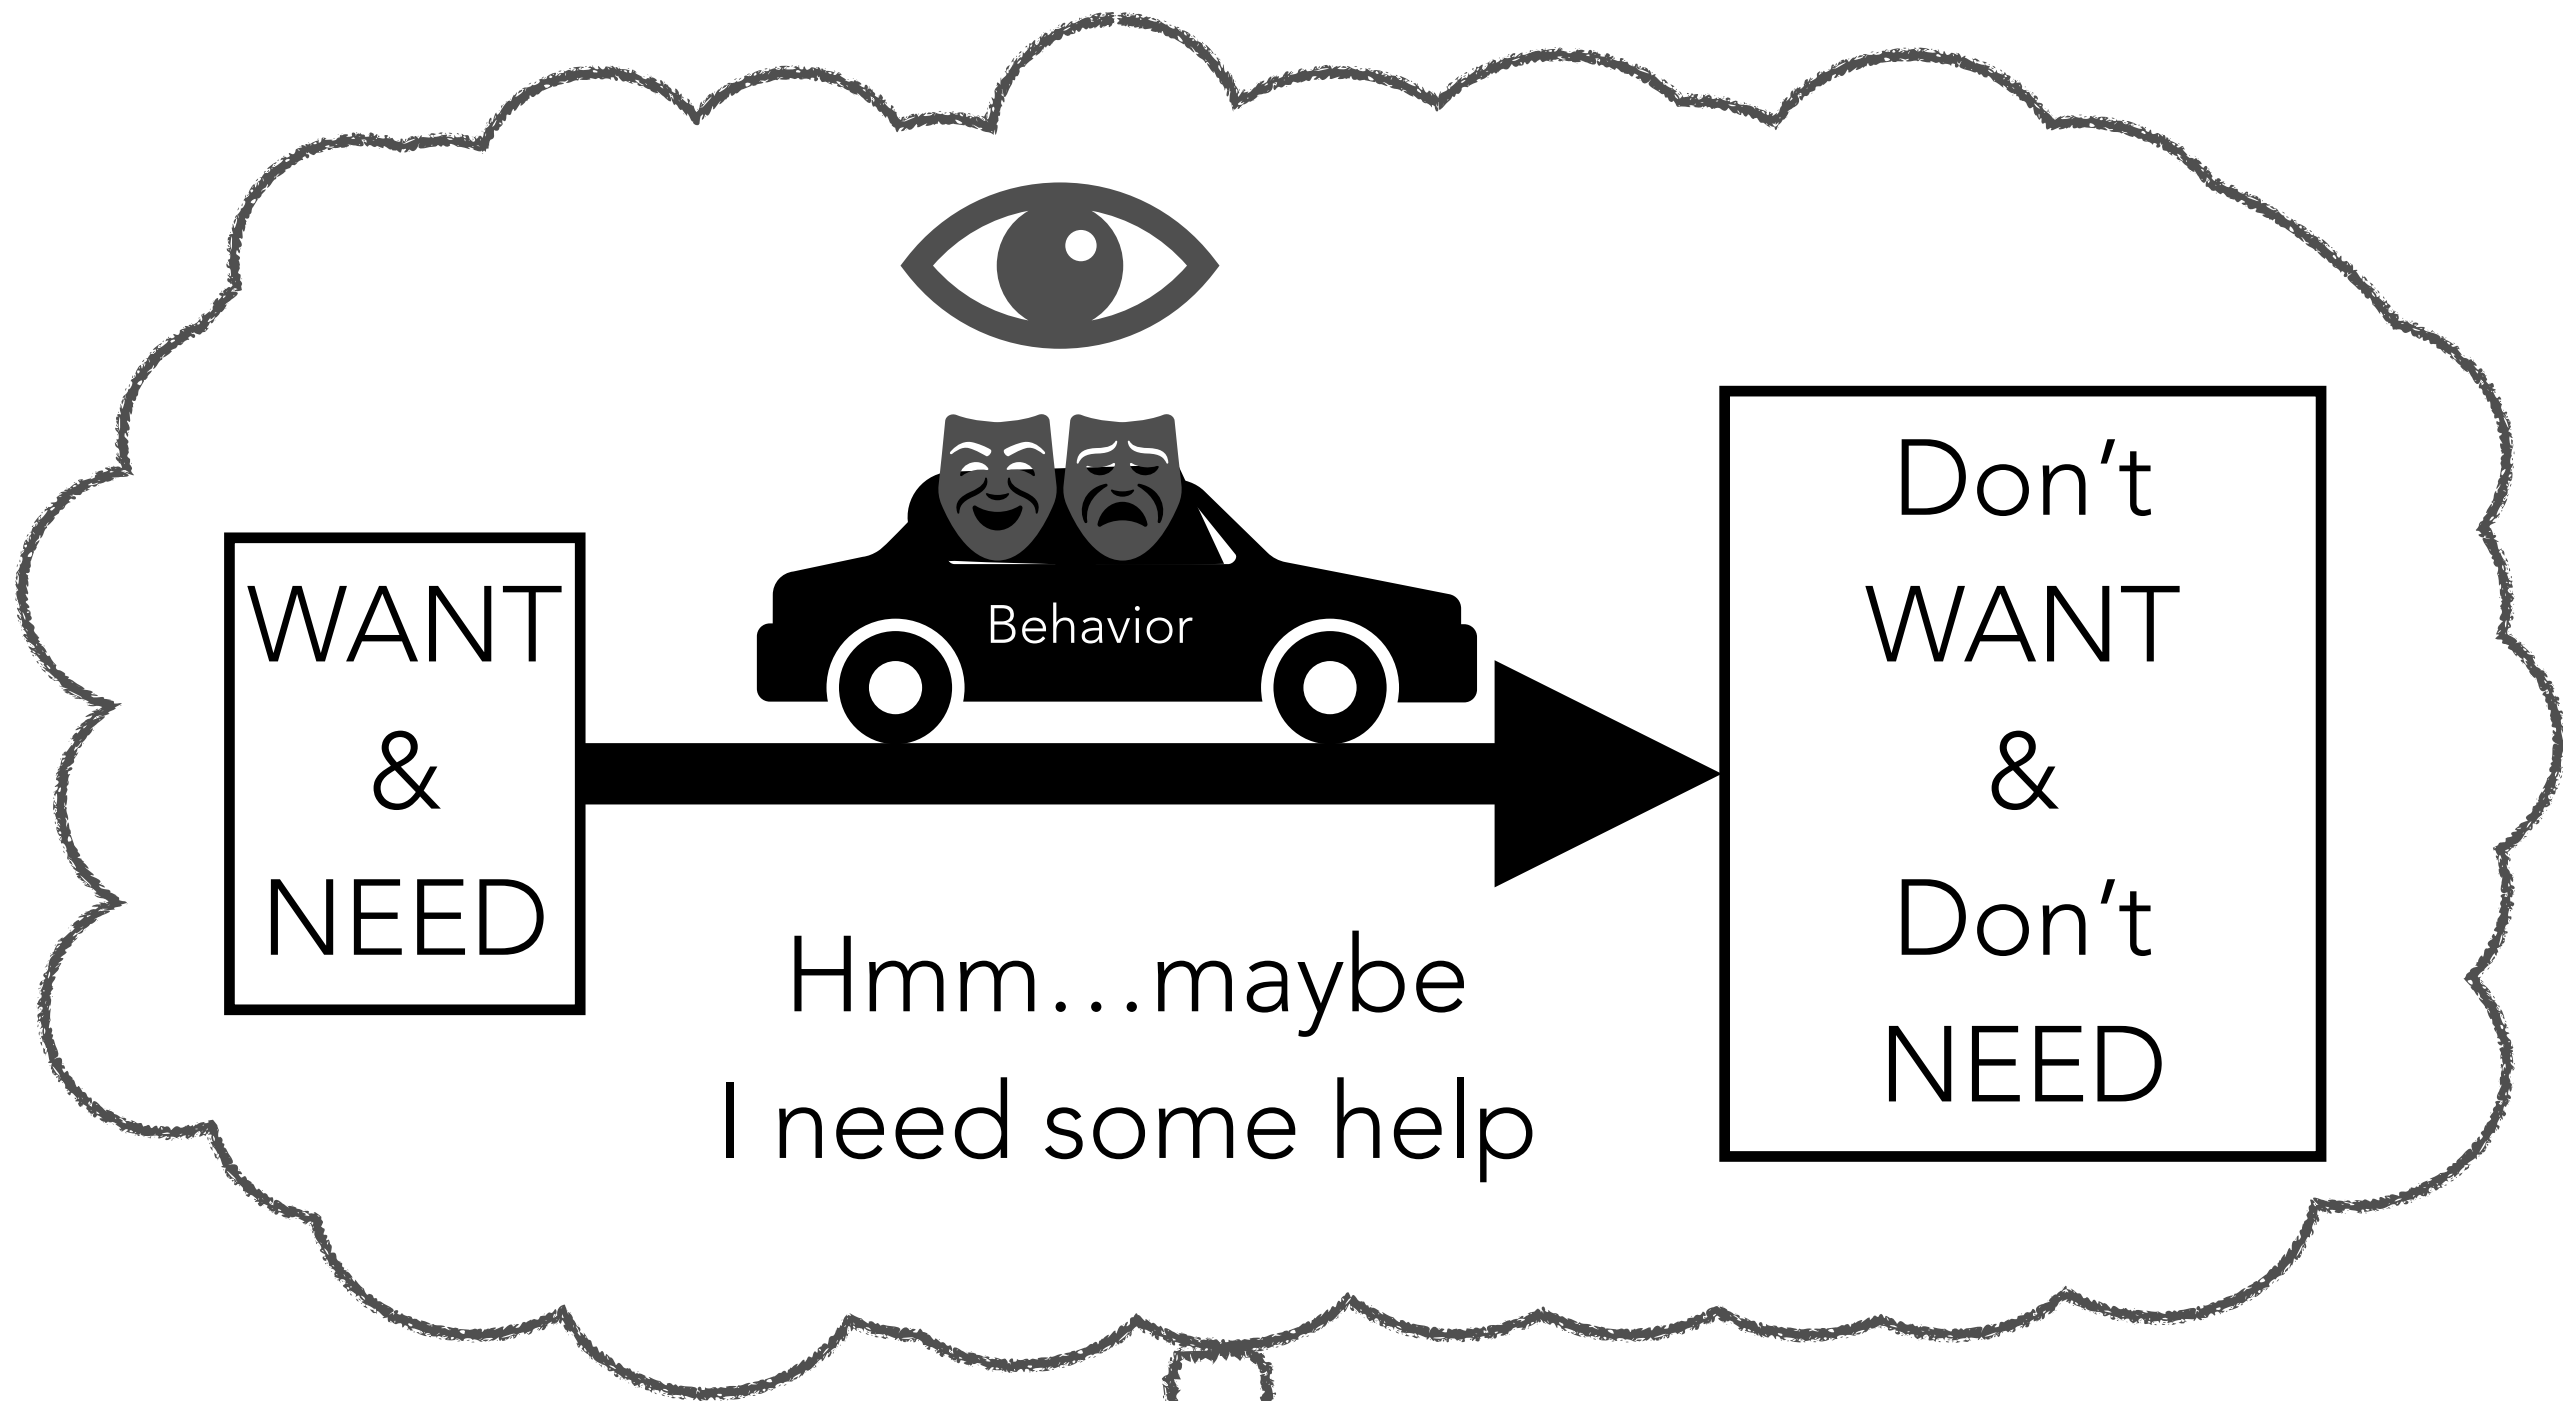 WANT
&
NEED
Behavior
Hmm…maybe
I need some help
Don’t
WANT
&
Don’t
NEED